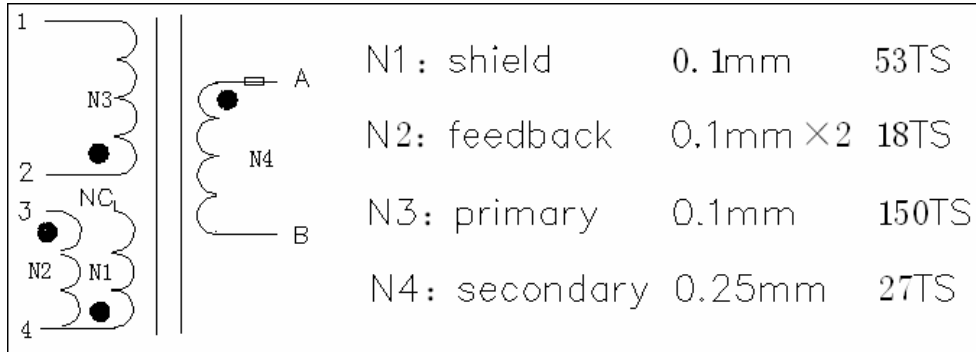 1
N3
2
3
NC
N2
N1
4
A
N4
B
N1: shield 0.1mm 53TS
N2: feedback 0.1mm×2 18TS
N3: primary 0.1mm 150TS
N4: secondary 0.25mm 27TS